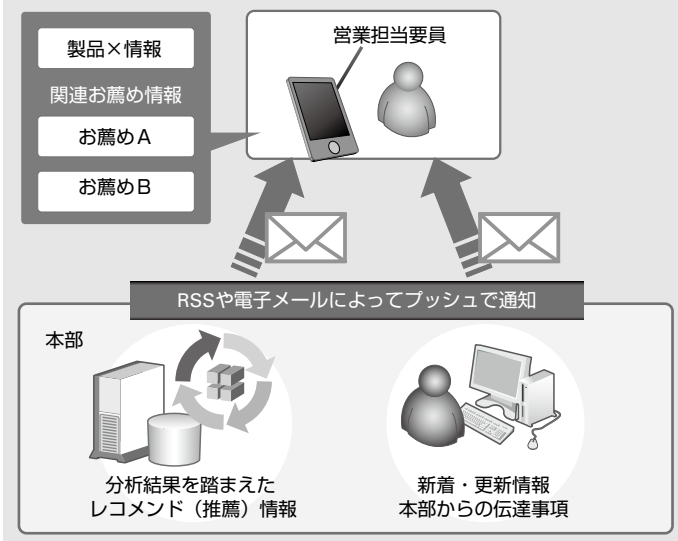 製品×情報
関連お薦め情報
お薦めA
お薦めB
営業担当要員
RSSや電子メールによってプッシュで通知
本部
分析結果を踏まえた
レコメンド（推薦）情報
新着・更新情報
本部からの伝達事項